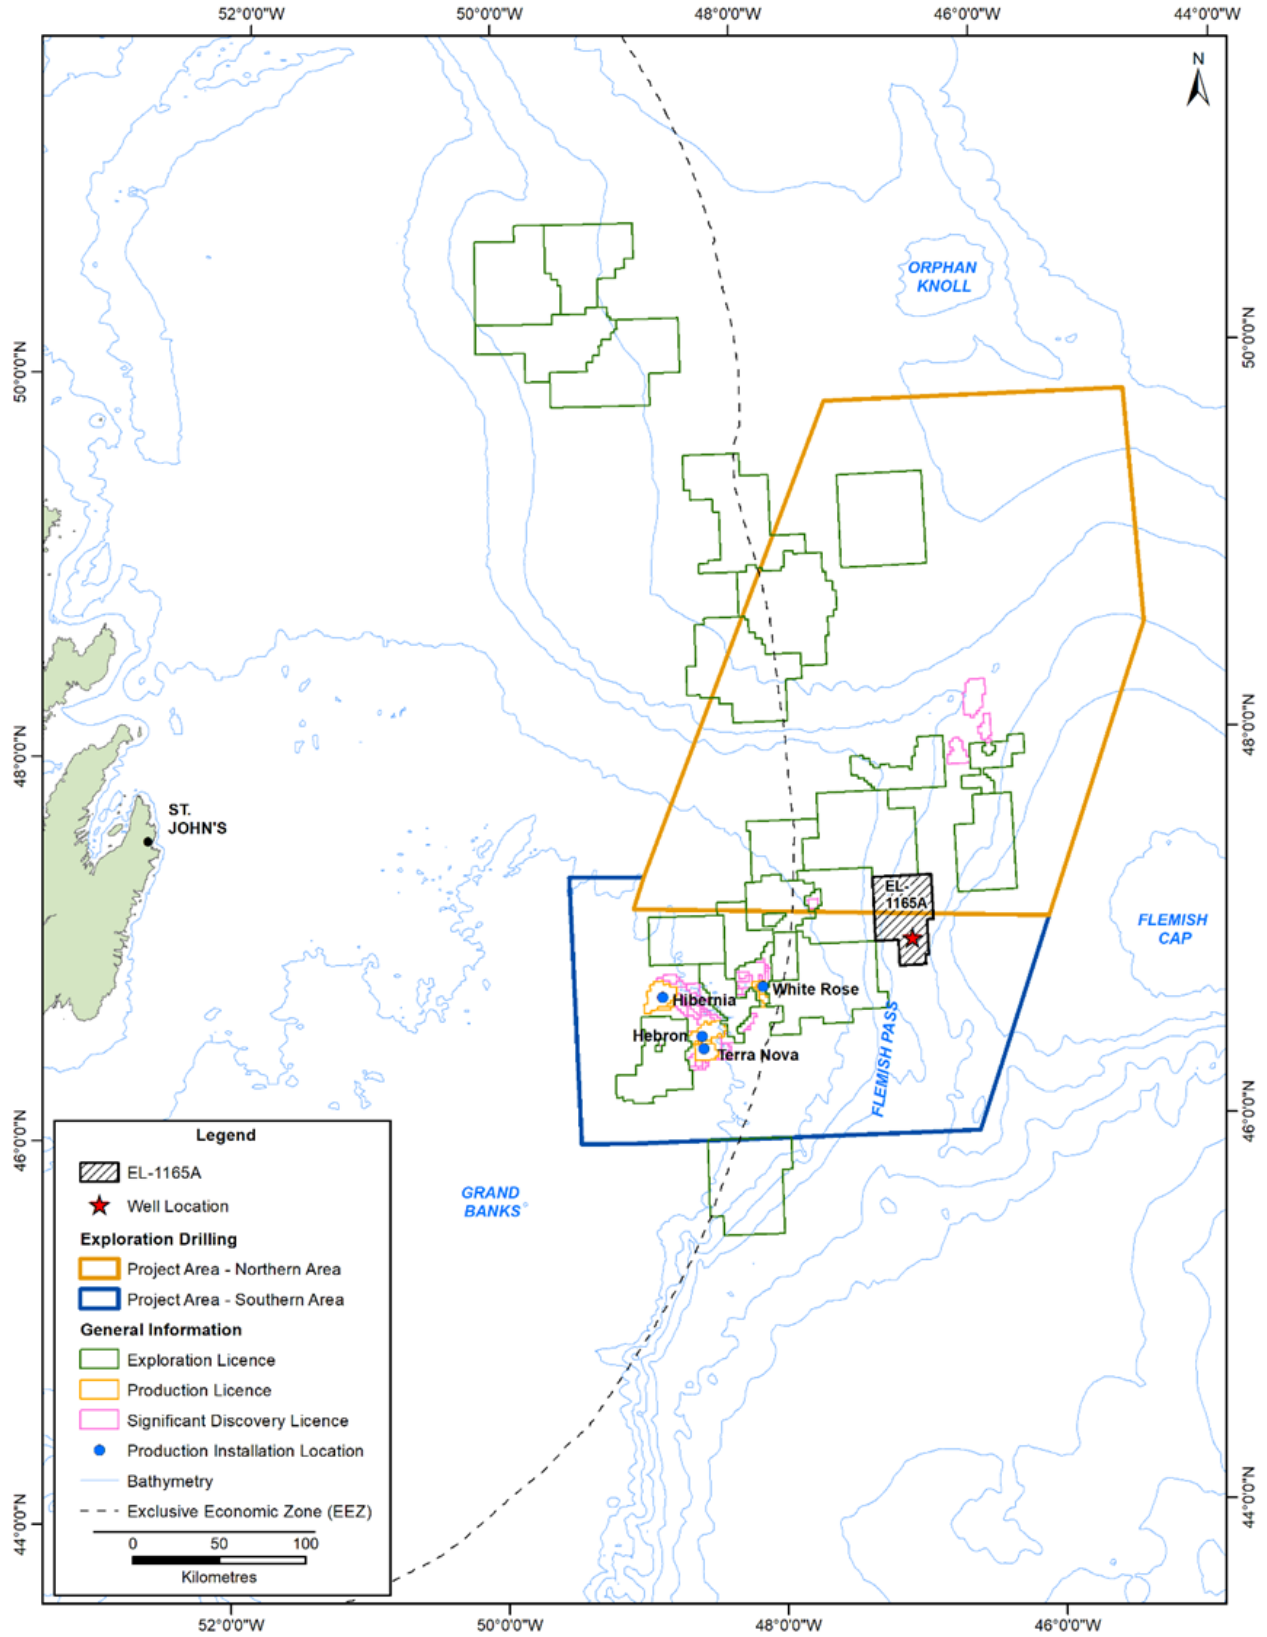 52°0'0"W 50°0'0"W 48°0'0"W 46°0'0"W 44°0'0"W
N
ORPHAN
KNOLL
50°0'0"N
50°0'0"N
48°0'0"N
48°0'0"N
ST.
JOHN'S
EL-
1165A
FLEMISH
CAP
White Rose
Hibernia
Hebron
Terra Nova
FLEMISH PASS
46°0'0"N
46°0'0"N
GRAND
BANKS
Legend
EL-1165A
Well Location
Exploration Drilling
Project Area - Northern Area
Project Area - Southern Area
General Information
Exploration Licence
Production Licence
Significant Discovery Licence
Production Installation Location
Bathymetry
Exclusive Economic Zone (EEZ)
0 50 100
Kilometres
44°0'0"N
44°0'0"N
52°0'0"W 50°0'0"W 48°0'0"W 46°0'0"W